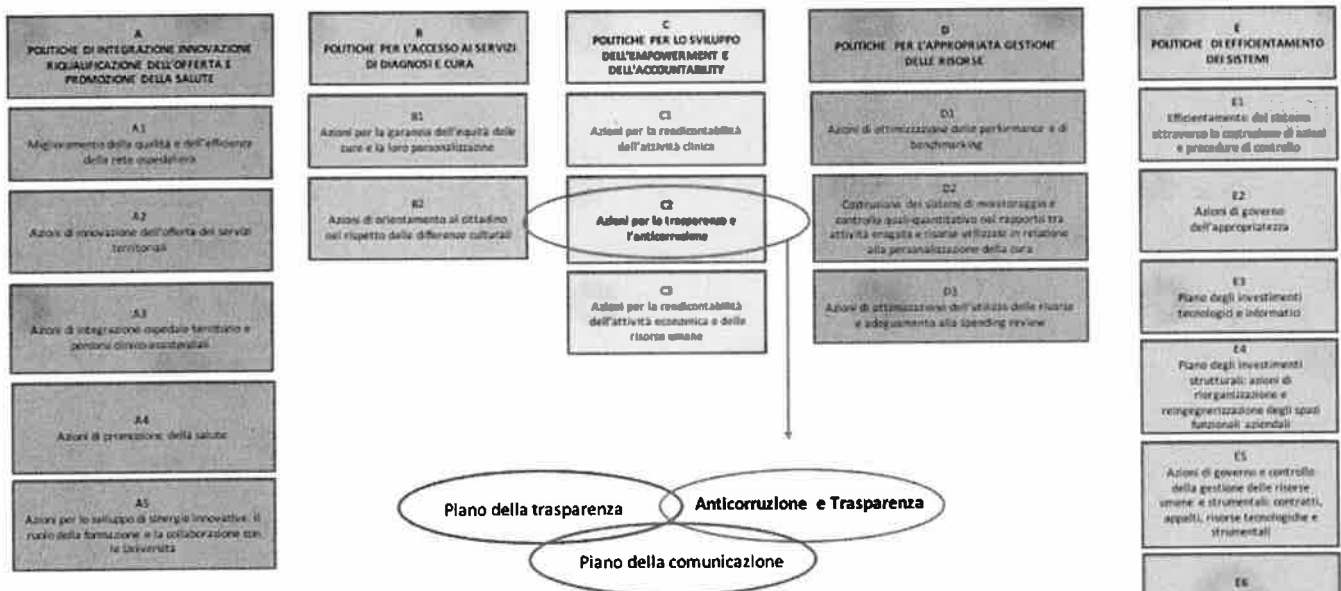 A
POLITICHE DI INTEGRAZIONE INNOVAZIONE
RIQUALIFICAZIONE DELL'OFFERTA E
PROMOZIONE DELLA SALUTE
A1
Miglioramento della qualità e dell'efficienza
della rete ospedaliera
A2
Azioni di innovazione dell'offerta dei servizi
territoriali
A3
Azioni di integrazione ospedale territorio e
percorsi clinico-assistenziali
A4
Azioni di promozione della salute
A5
Azioni per lo sviluppo di sinergie innovative: il
ruolo della formazione e la collaborazione con
le Università
B
POLITICHE PER L'ACCESSO AI SERVIZI
DI DIAGNOSI E CURA
B1
Azioni per la garanzia dell'equità delle
cure e la loro personalizzazione
B2
Azioni di orientamento al cittadino
nel rispetto delle differenze culturali
C
POLITICHE PER LO SVILUPPO
DELL'EMPOWERMENT E
DELL'ACCOUNTABILITY
C1
Azioni per la rendicontabilità
dell'attività clinica
C2
Azioni per la trasparenza e
l'anticorruzione
C3
Azioni per la rendicontabilità
dell'attività economica e delle
risorse umane
D
POLITICHE PER L'APPROPRIATA GESTIONE
DELLE RISORSE
D1
Azioni di ottimizzazione delle performance e di
benchmarking
D2
Costruzione dei sistemi di monitoraggio e
controllo quali-quantitativo nel rapporto tra
attività erogata e risorse utilizzate in relazione
alla personalizzazione della cura
D3
Azioni di ottimizzazione dell'utilizzo delle risorse
e adeguamento alla spending review
E
POLITICHE DI EFFICIENTAMENTO
DEI SISTEMI
E1
Efficientamento del sistema
attraverso la costruzione di azioni
e procedure di controllo
E2
Azioni di governo
dell'appropriatezza
E3
Piano degli investimenti
tecnologici e informatici
E4
Piano degli investimenti
strutturali: azioni di
riorganizzazione e
reingegnerizzazione degli spazi
funzionali aziendali
E5
Azioni di governo e controllo
della gestione delle risorse
umane e strumentali: contratti,
appalti, risorse tecnologiche e
strumentali
E6
Piano della trasparenza
Anticorruzione e Trasparenza
Piano della comunicazione